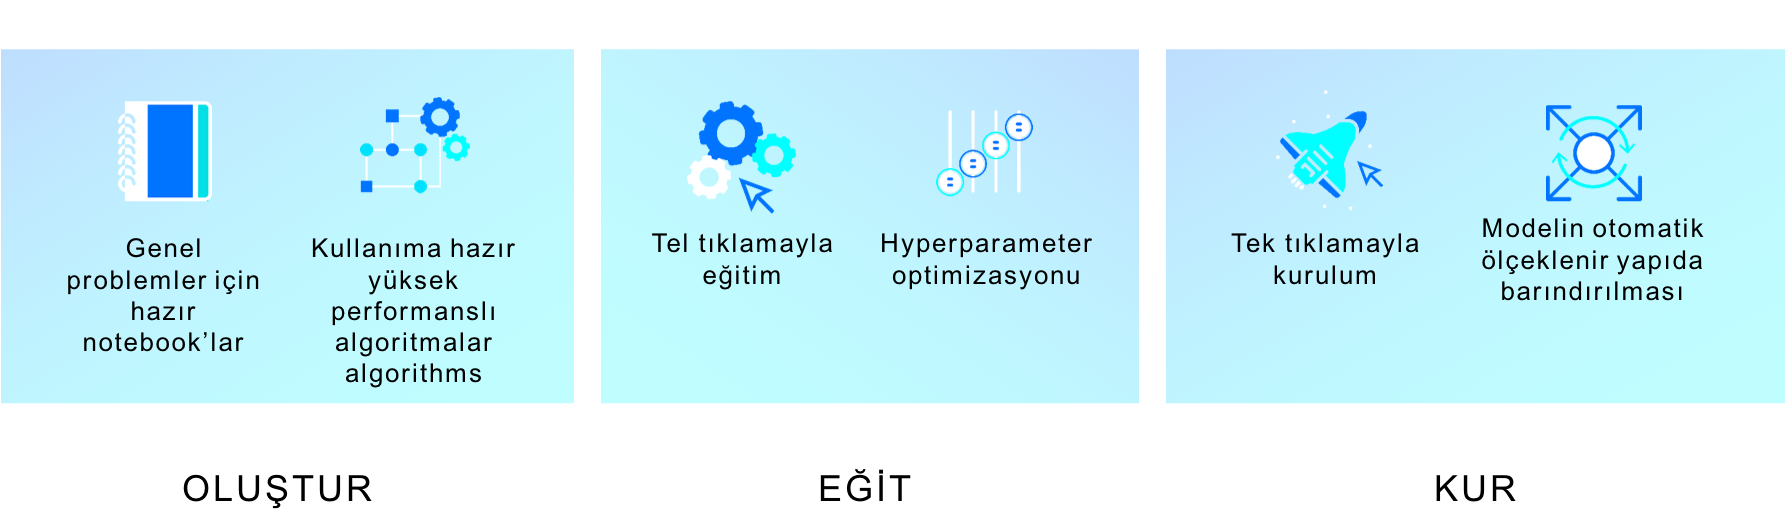 Genel
problemler için
hazır
notebook’lar
Kullanıma hazır
yüksek
performanslı
algoritmalar
algorithms
OLUŞTUR
Tel tıklamayla
eğitim
Hyperparameter
optimizasyonu
EĞİT
Tek tıklamayla
kurulum
Modelin otomatik
ölçeklenir yapıda
barındırılması
KUR